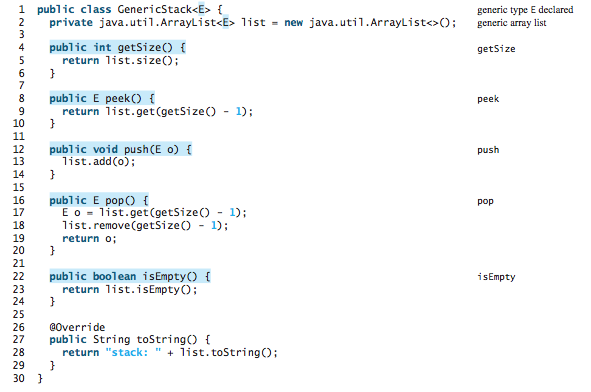 1 public class GenericStack<E> { generic type E declared
2 private java.util.ArrayList<E> list = new java.util.ArrayList<>(); generic array list
3
4 public int getSize() { getSize
5 return list.size();
6 }
7
8 public E peek() { peek
9 return list.get(getSize() - 1);
10 }
11
12 public void push(E o) { push
13 list.add(o);
14 }
15
16 public E pop() { pop
17 E o = list.get(getSize() - 1);
18 list.remove(getSize() - 1);
19 return o;
20 }
21
22 public boolean isEmpty() { isEmpty
23 return list.isEmpty();
24 }
25
26 @Override
27 public String toString() {
28 return "stack: " + list.toString();
29 }
30 }